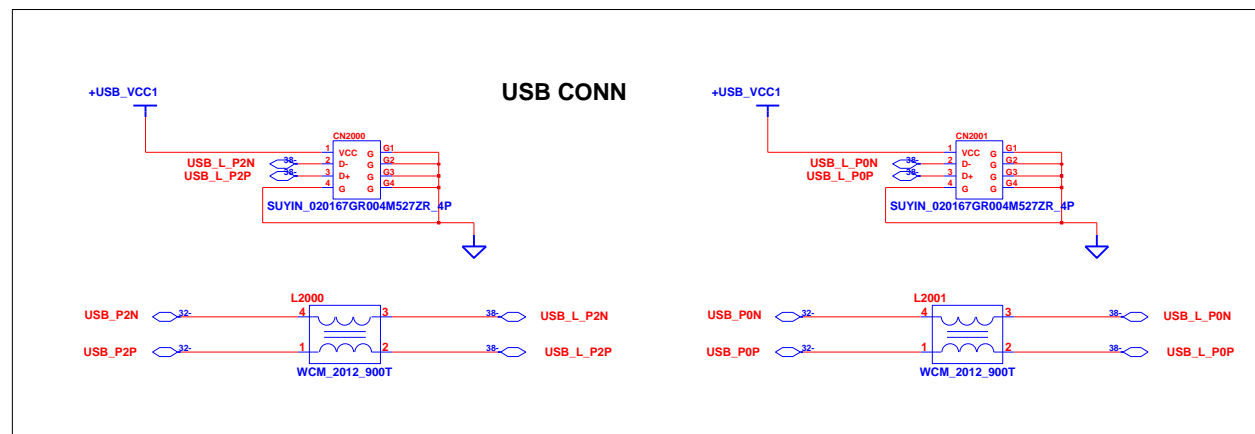 USB CONN
+USB_VCC1
CN2000
1 VCC G G1
USB_L_P2N 38- 2 D- G G2
USB_L_P2P 38- 3 D+ G G3
4 G G G4
SUYIN_020167GR004M527ZR_4P
L2000
USB_P2N 32- 4 3 38- USB_L_P2N
USB_P2P 32- 1 2 38- USB_L_P2P
WCM_2012_900T
+USB_VCC1
CN2001
1 VCC G G1
USB_L_P0N 38- 2 D- G G2
USB_L_P0P 38- 3 D+ G G3
4 G G G4
SUYIN_020167GR004M527ZR_4P
L2001
USB_P0N 32- 4 3 38- USB_L_P0N
USB_P0P 32- 1 2 38- USB_L_P0P
WCM_2012_900T